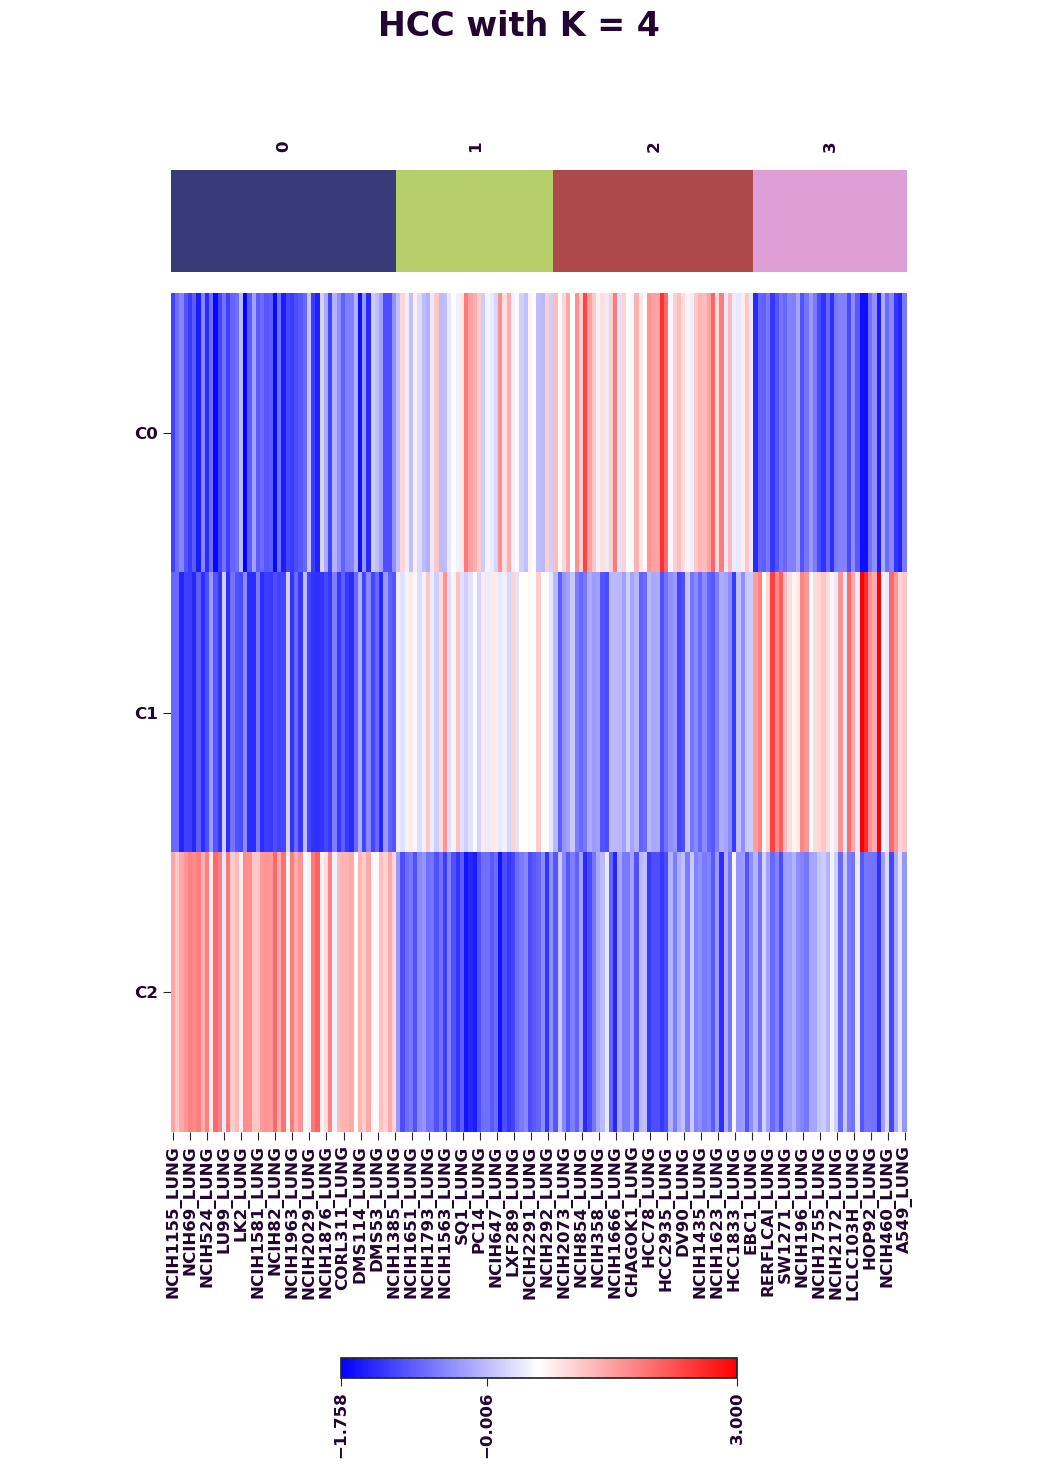 HCC with K = 4
0
1
2
3
C0
C1
C2
NCIH1155_LUNG
NCIH69_LUNG
NCIH524_LUNG
LU99_LUNG
LK2_LUNG
NCIH1581_LUNG
NCIH82_LUNG
NCIH1963_LUNG
NCIH2029_LUNG
NCIH1876_LUNG
CORL311_LUNG
DMS114_LUNG
DMS53_LUNG
NCIH1385_LUNG
NCIH1651_LUNG
NCIH1793_LUNG
NCIH1563_LUNG
SQ1_LUNG
PC14_LUNG
NCIH647_LUNG
LXF289_LUNG
NCIH2291_LUNG
NCIH2292_LUNG
NCIH2073_LUNG
NCIH854_LUNG
NCIH358_LUNG
NCIH1666_LUNG
CHAGOK1_LUNG
HCC78_LUNG
HCC2935_LUNG
DV90_LUNG
NCIH1435_LUNG
NCIH1623_LUNG
HCC1833_LUNG
EBC1_LUNG
RERFLCAI_LUNG
SW1271_LUNG
NCIH196_LUNG
NCIH1755_LUNG
NCIH2172_LUNG
LCLC103H_LUNG
HOP92_LUNG
NCIH460_LUNG
A549_LUNG
−1.758
−0.006
3.000